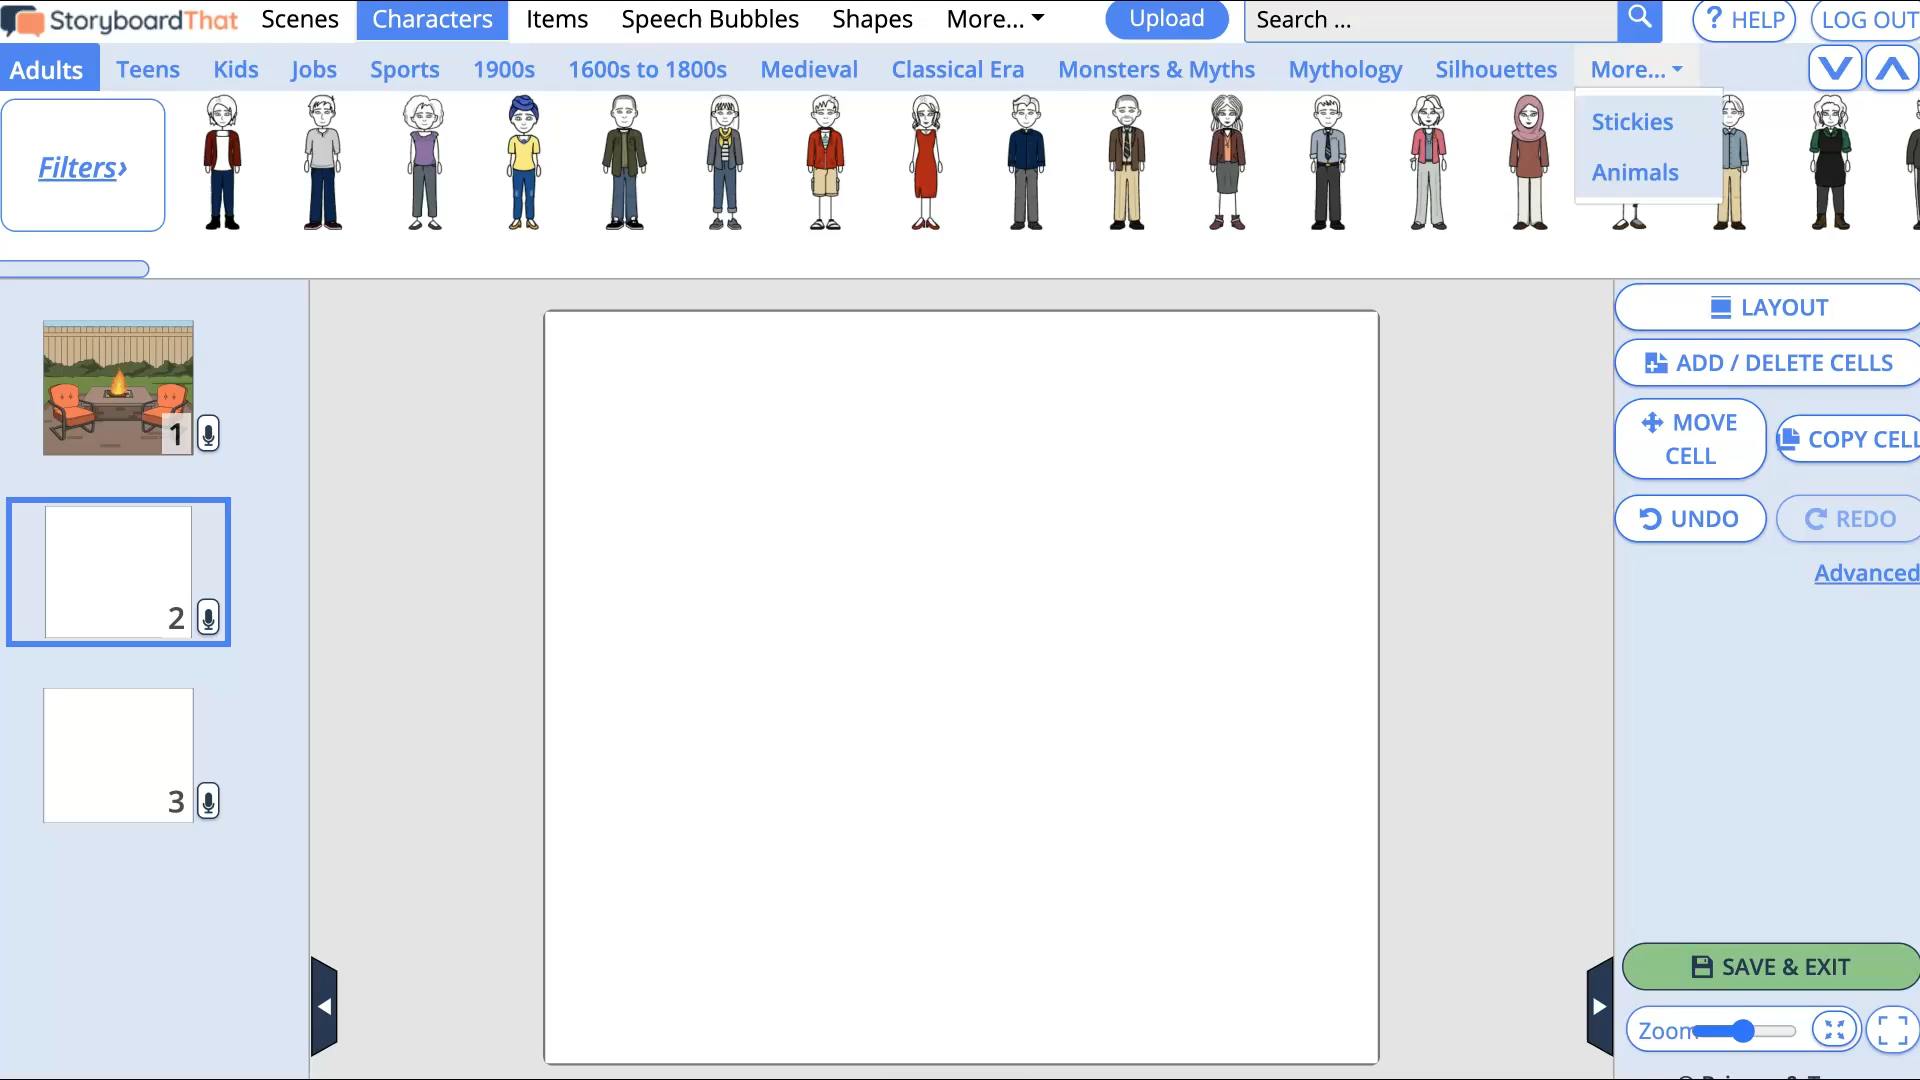 StoryboardThat Scenes Characters Items Speech Bubbles Shapes More... Upload Search ... ? HELP LOG OUT
Adults Teens Kids Jobs Sports 1900s 1600s to 1800s Medieval Classical Era Monsters & Myths Mythology Silhouettes More...
Stickies
Animals
Filters›
LAYOUT
ADD / DELETE CELLS
MOVE CELL
COPY CELL
UNDO
REDO
Advanced
1
2
3
SAVE & EXIT
Zoom